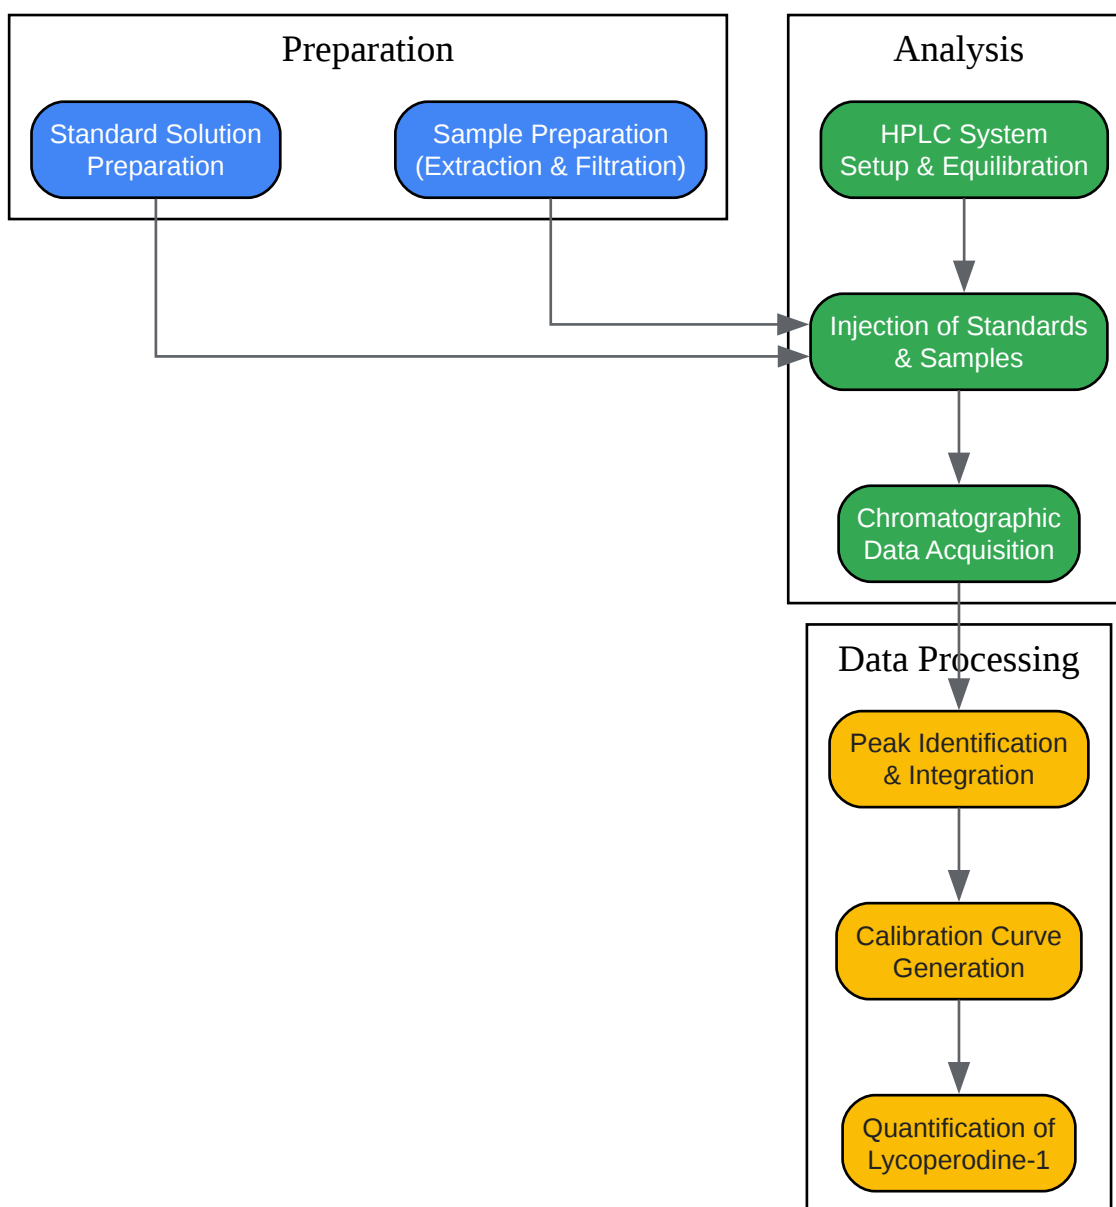 Preparation
Standard Solution
Preparation
Sample Preparation
(Extraction & Filtration)
Analysis
HPLC System
Setup & Equilibration
Injection of Standards
& Samples
Chromatographic
Data Acquisition
Data Processing
Peak Identification
& Integration
Calibration Curve
Generation
Quantification of
Lycoperodine-1